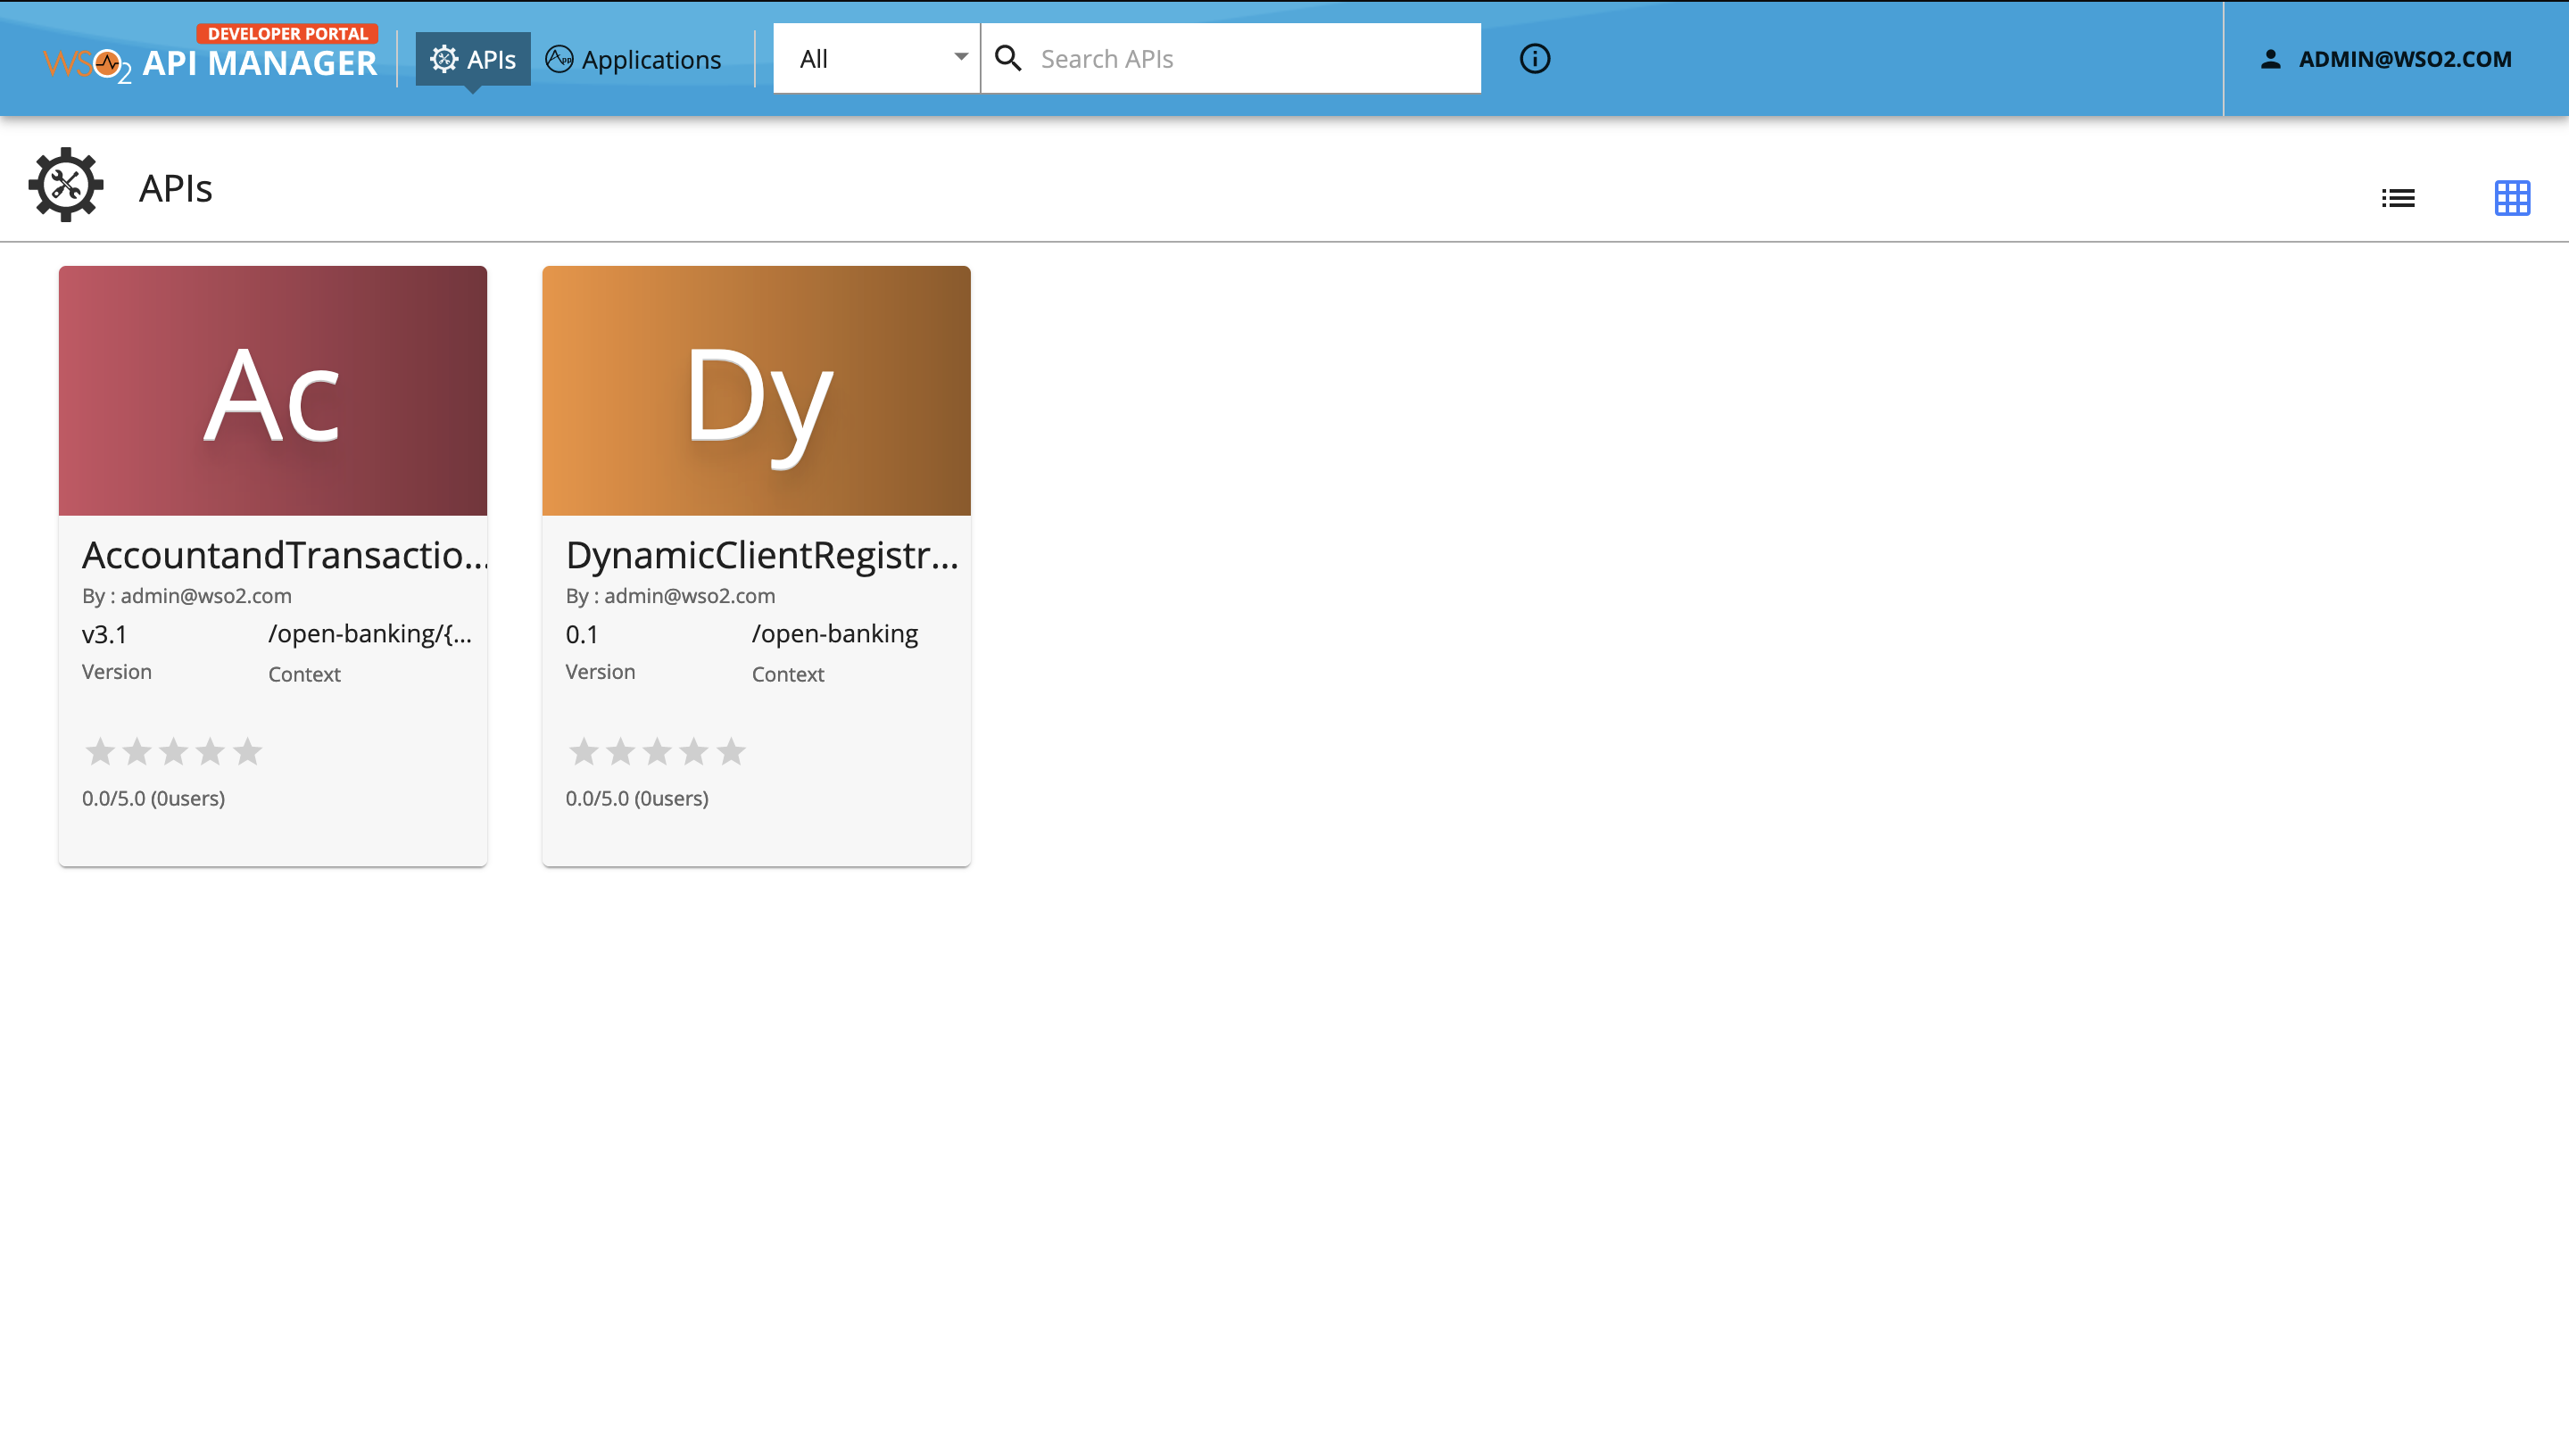 DEVELOPER PORTAL
WSO2 API MANAGER
APIs
App Applications
All
Search APIs
ADMIN@WSO2.COM
APIs
Ac
AccountandTransactio...
By : admin@wso2.com
v3.1 /open-banking/{...
Version Context
0.0/5.0 (0users)
Dy
DynamicClientRegistr...
By : admin@wso2.com
0.1 /open-banking
Version Context
0.0/5.0 (0users)